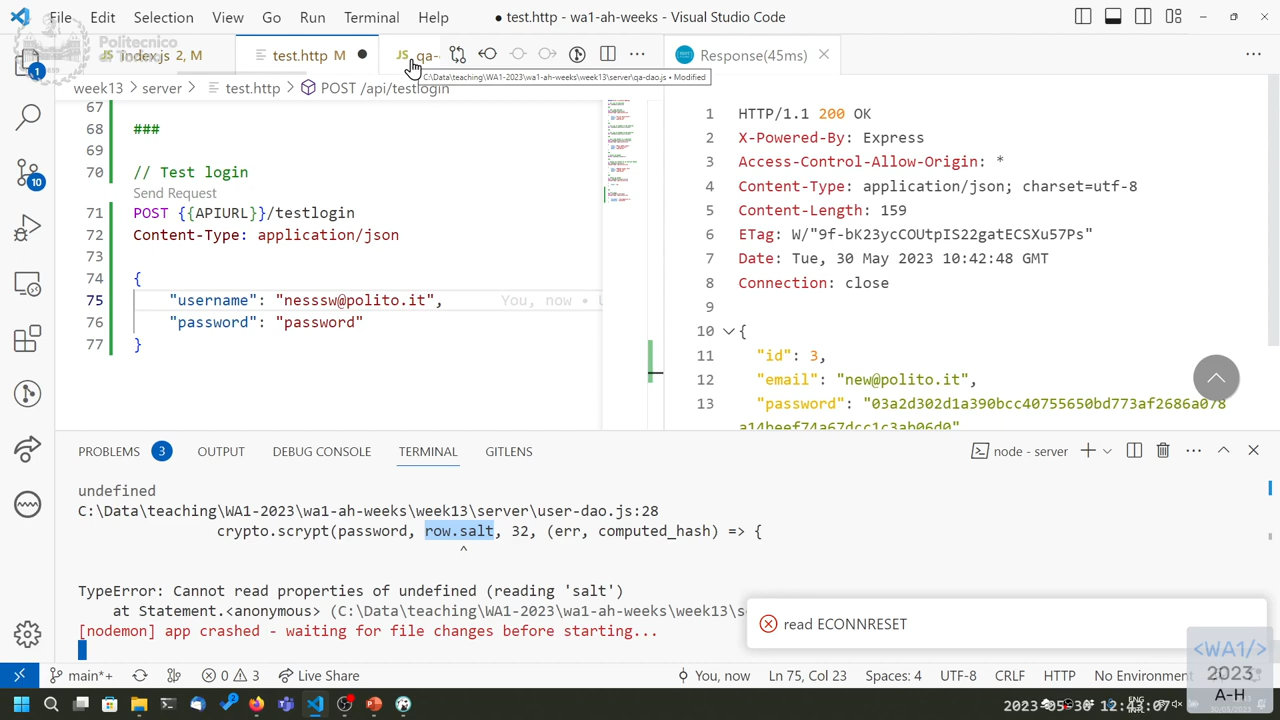 File Edit Selection View Go Run Terminal Help
● test.http - wa1-ah-weeks - Visual Studio Code
Politecnico
di Torino
JS index.js 2, M
test.http M ●
JS qa-
Response(45ms)
C:\Data\teaching\WA1-2023\wa1-ah-weeks\week13\server\qa-dao.js • Modified
week13 > server > test.http > POST /api/testlogin
67
68 ###
69
70 // Test login
Send Request
71 POST {{APIURL}}/testlogin
72 Content-Type: application/json
73
74 {
75 "username": "nesssw@polito.it", You, now •
76 "password": "password"
77 }
1 HTTP/1.1 200 OK
2 X-Powered-By: Express
3 Access-Control-Allow-Origin: *
4 Content-Type: application/json; charset=utf-8
5 Content-Length: 159
6 ETag: W/"9f-bK23ycCOUtpIS22gatECSXu57Ps"
7 Date: Tue, 30 May 2023 10:42:48 GMT
8 Connection: close
9
10 {
11 "id": 3,
12 "email": "new@polito.it",
13 "password": "03a2d302d1a390bcc40755650bd773af2686a078
a14beef74a67dcc1c3ab06d0"
1
10
PROBLEMS 3 OUTPUT DEBUG CONSOLE TERMINAL GITLENS
node - server
undefined
C:\Data\teaching\WA1-2023\wa1-ah-weeks\week13\server\user-dao.js:28
crypto.scrypt(password, row.salt, 32, (err, computed_hash) => {
^
TypeError: Cannot read properties of undefined (reading 'salt')
at Statement.<anonymous> (C:\Data\teaching\WA1-2023\wa1-ah-weeks\week13\s
[nodemon] app crashed - waiting for file changes before starting...
read ECONNRESET
main*+ 0 3 Live Share
You, now Ln 75, Col 23 Spaces: 4 UTF-8 CRLF HTTP No Environment
<WA1/>
2023
A-H
ENG